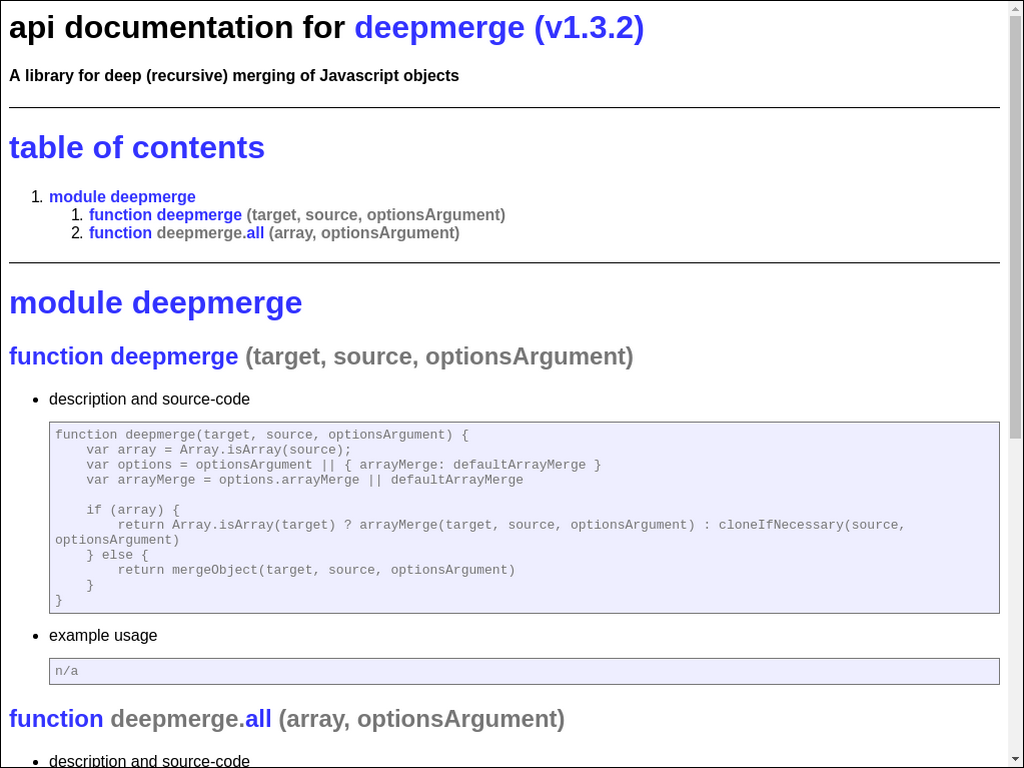 api documentation for deepmerge (v1.3.2)
A library for deep (recursive) merging of Javascript objects
table of contents
1. module deepmerge
1. function deepmerge (target, source, optionsArgument)
2. function deepmerge.all (array, optionsArgument)
module deepmerge
function deepmerge (target, source, optionsArgument)
• description and source-code
function deepmerge(target, source, optionsArgument) {
    var array = Array.isArray(source);
    var options = optionsArgument || { arrayMerge: defaultArrayMerge }
    var arrayMerge = options.arrayMerge || defaultArrayMerge
    if (array) {
        return Array.isArray(target) ? arrayMerge(target, source, optionsArgument) : cloneIfNecessary(source,
optionsArgument)
    } else {
        return mergeObject(target, source, optionsArgument)
    }
}
• example usage
n/a
function deepmerge.all (array, optionsArgument)
• description and source-code